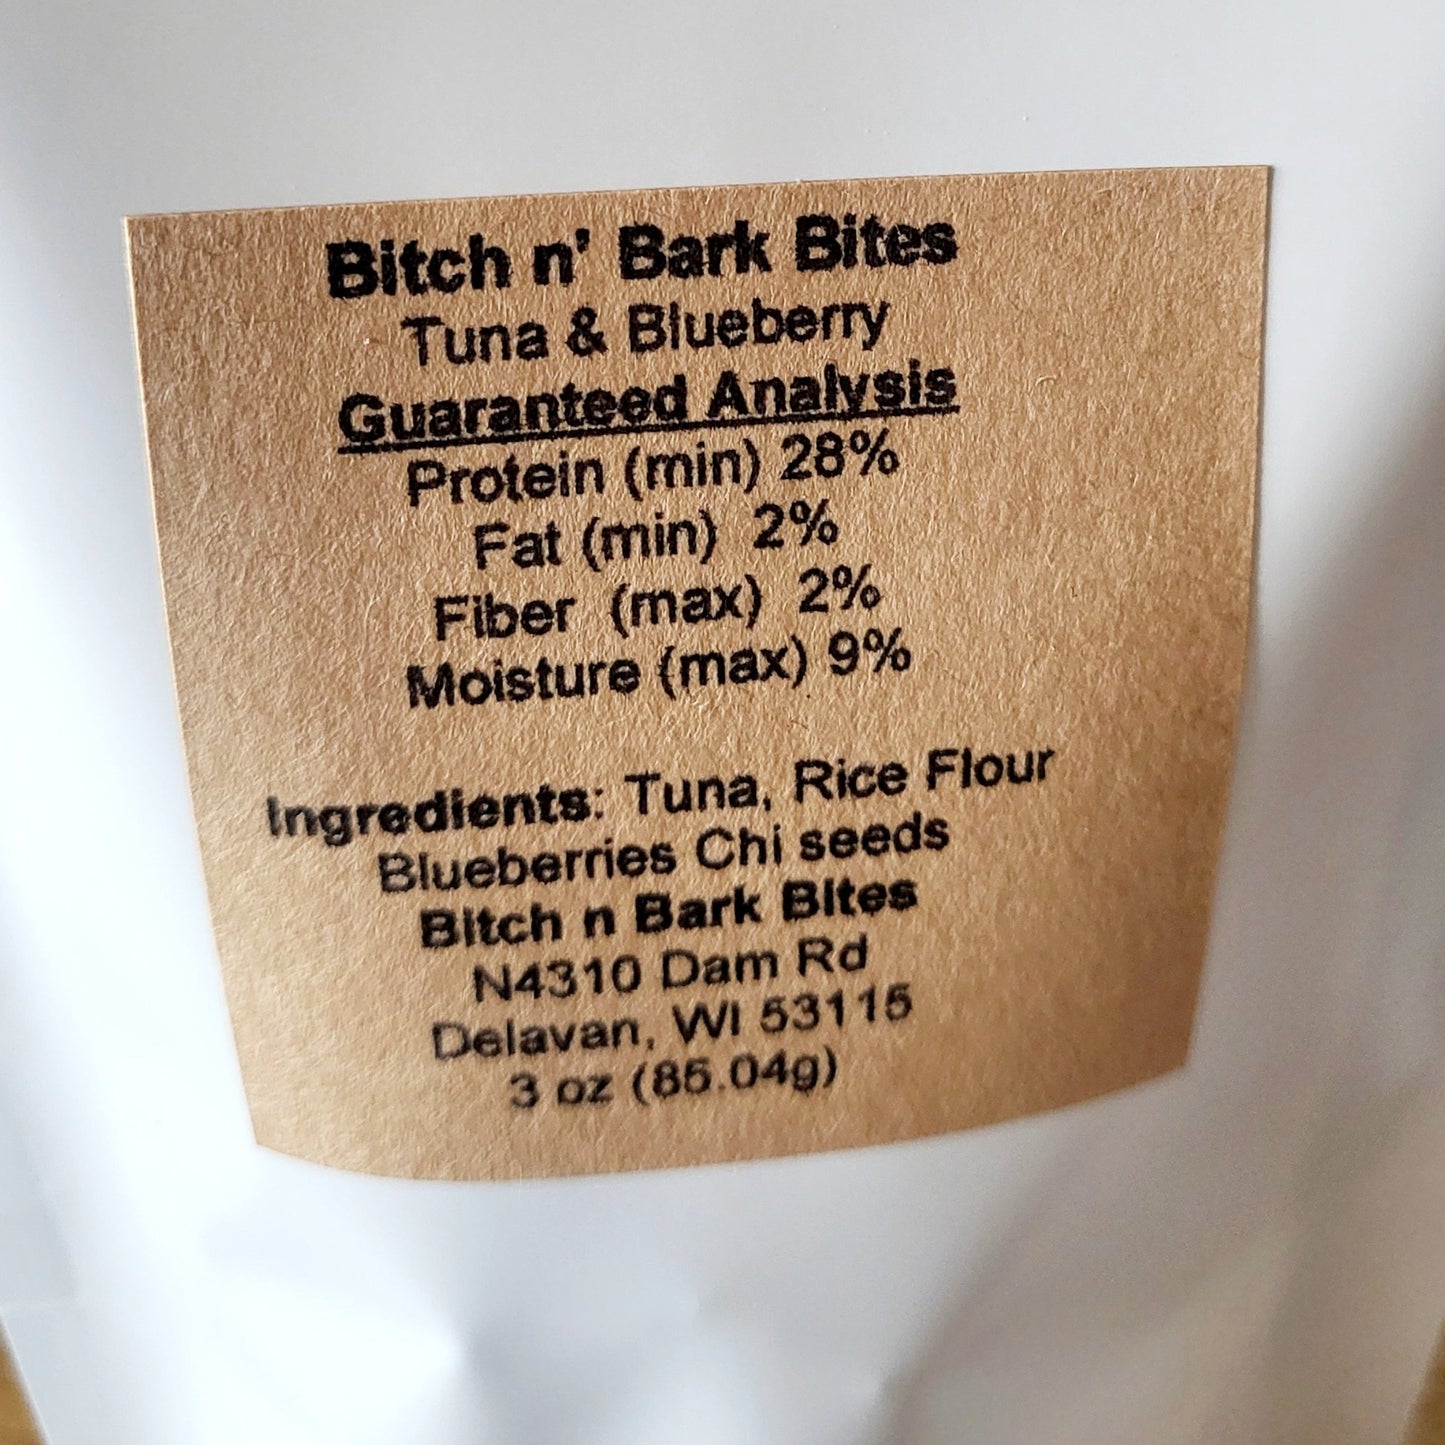 Bitch n' Bark Bites
Tuna & Blueberry
Guaranteed Analysis
Protein (min) 28%
Fat (min) 2%
Fiber (max) 2%
Moisture (max) 9%
Ingredients: Tuna, Rice Flour
Blueberries Chi seeds
Bitch n Bark Bites
N4310 Dam Rd
Delavan, WI 53115
3 oz (85.04g)